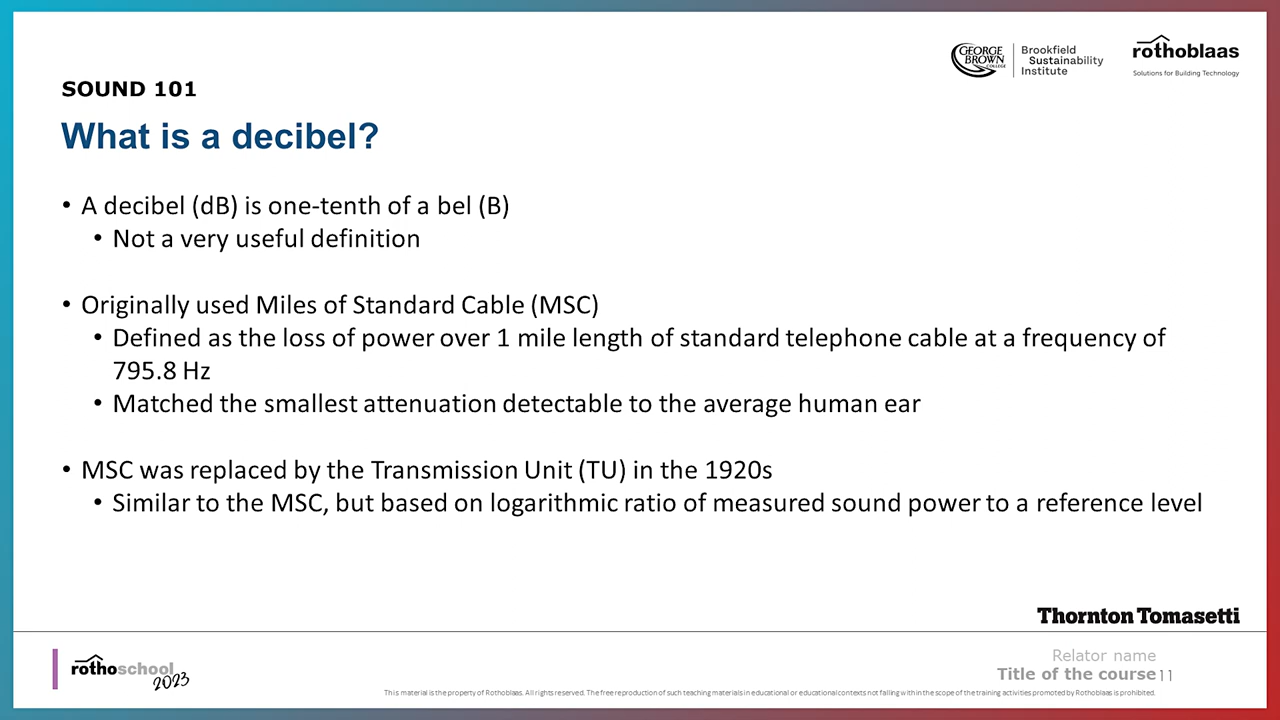 GEORGE BROWN COLLEGE
Brookfield
Sustainability
Institute
rothoblaas
Solutions for Building Technology
SOUND 101
What is a decibel?
• A decibel (dB) is one-tenth of a bel (B)
• Not a very useful definition
• Originally used Miles of Standard Cable (MSC)
• Defined as the loss of power over 1 mile length of standard telephone cable at a frequency of
795.8 Hz
• Matched the smallest attenuation detectable to the average human ear
• MSC was replaced by the Transmission Unit (TU) in the 1920s
• Similar to the MSC, but based on logarithmic ratio of measured sound power to a reference level
Thornton Tomasetti
rothoschool
2023
Relator name
Title of the course 11
This material is the property of Rothoblaas. All rights reserved. The free reproduction of such teaching materials in educational or educational contexts not falling within the scope of the training activities promoted by Rothoblaas is prohibited.